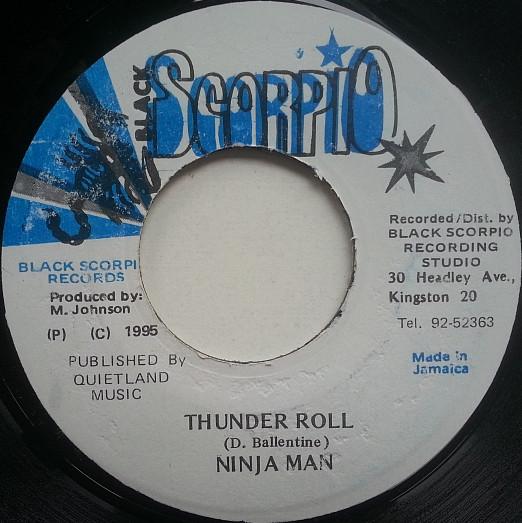 BLACK
SCORPIO
BLACK SCORPI
RECORDS
Produced by:
M. Johnson
(P) (C) 1995
PUBLISHED By
QUIETLAND
MUSIC
Recorded/Dist. by
BLACK SCORPIO
RECORDING
STUDIO
30 Headley Ave.,
Kingston 20
Tel. 92-52363
Made in
Jamaica
THUNDER ROLL
(D. Ballentine)
NINJA MAN